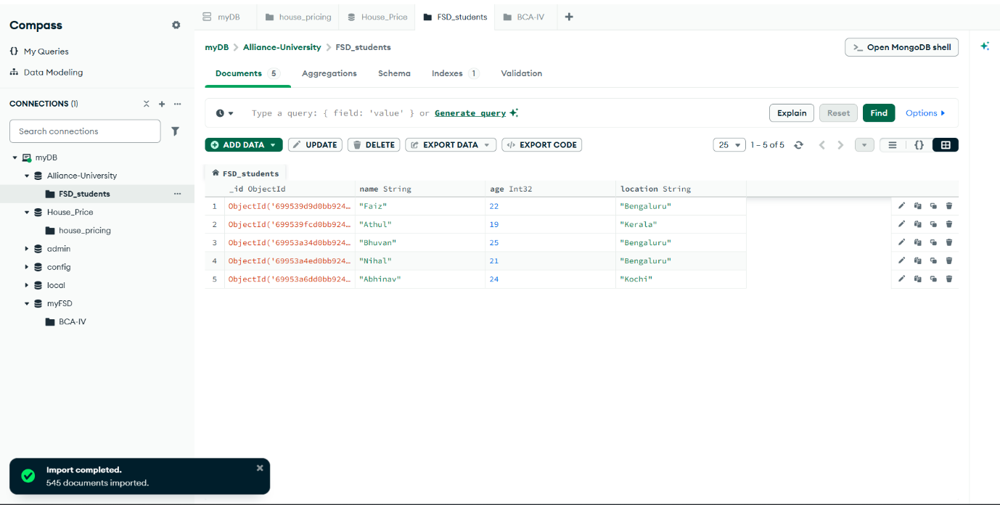 Compass
My Queries
Data Modeling
CONNECTIONS (1)
Search connections
myDB
Alliance-University
FSD_students
House_Price
house_pricing
admin
config
local
myFSD
BCA-IV
myDB house_pricing House_Price FSD_students BCA-IV
myDB > Alliance-University > FSD_students
>_ Open MongoDB shell
Documents 5 Aggregations Schema Indexes 1 Validation
Type a query: { field: 'value' } or Generate query
Explain Reset Find Options
ADD DATA UPDATE DELETE EXPORT DATA </> EXPORT CODE
25 1 – 5 of 5 {}
FSD_students
_id ObjectId name String age Int32 location String
1 ObjectId('699539d9d0bb924… "Faiz" 22 "Bengaluru"
2 ObjectId('699539fcd0bb924… "Athul" 19 "Kerala"
3 ObjectId('69953a34d0bb924… "Bhuvan" 25 "Bengaluru"
4 ObjectId('69953a4ed0bb924… "Nihal" 21 "Bengaluru"
5 ObjectId('69953a6dd0bb924… "Abhinav" 24 "Kochi"
Import completed.
545 documents imported.